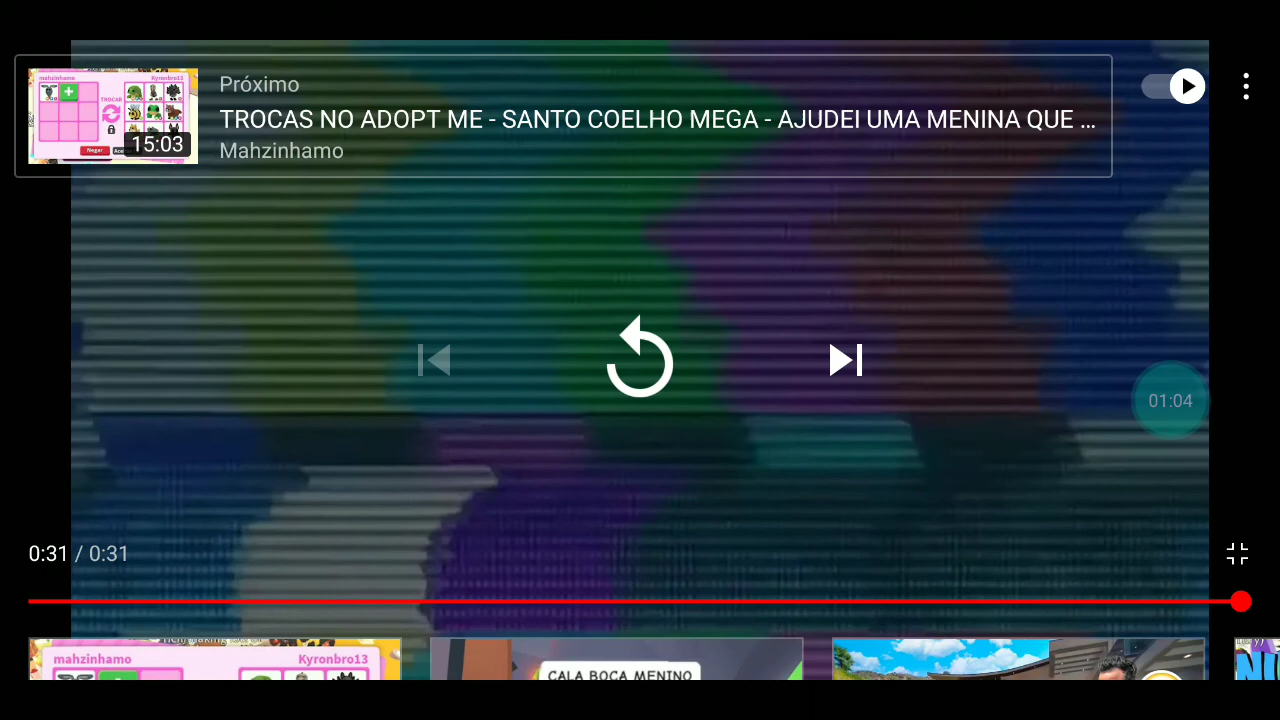 mahzinhamo
Kyronbro13
TROCAR
Negar
15:03
Próximo
TROCAS NO ADOPT ME - SANTO COELHO MEGA - AJUDEI UMA MENINA QUE ...
Mahzinhamo
01:04
0:31 / 0:31
mahzinhamo
Kyronbro13
CALA BOCA MENINO